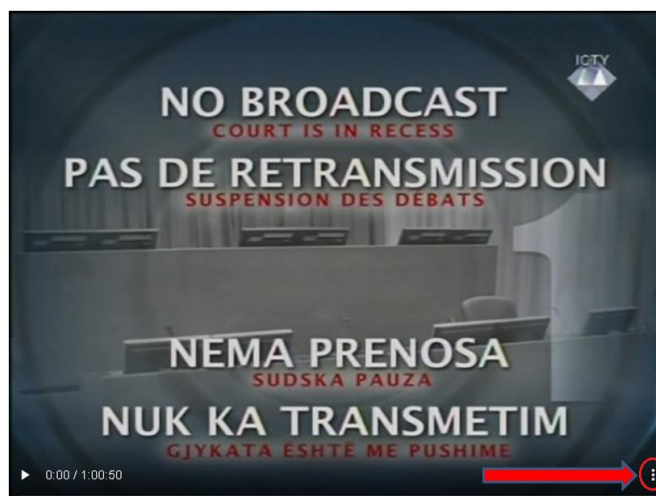 ICTY
NO BROADCAST
COURT IS IN RECESS
PAS DE RETRANSMISSION
SUSPENSION DES DEBATS
NEMA PRENOSA
SUDSKA PAUZA
NUK KA TRANSMETIM
GJYKATA ËSHTË ME PUSHIME
0:00 / 1:00:50